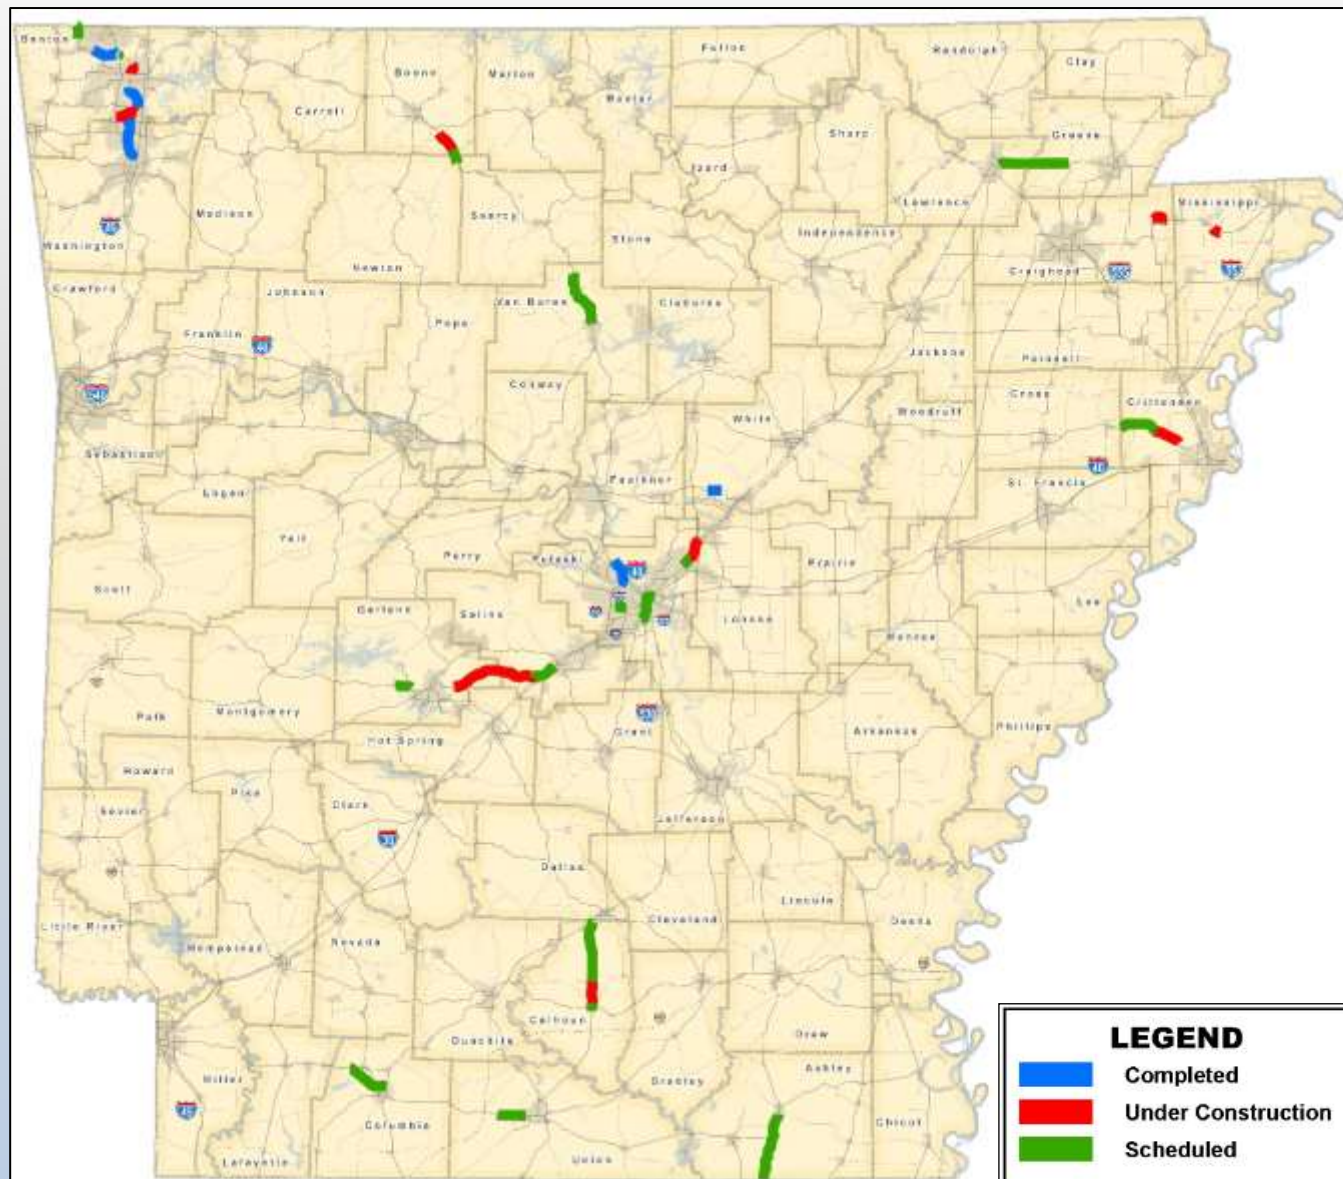 Benton
Boone
Marion
Baxter
Fulton
Randolph
Clay
Carroll
Sharp
Greene
Izard
Lawrence
Mississippi
Madison
Searcy
Stone
Independence
Washington
Newton
Craighead
Crawford
Johnson
Van Buren
Cleburne
Franklin
Pope
Jackson
Poinsett
40
Conway
Woodruff
Cross
Crittenden
White
Sebastian
Logan
Faulkner
40
St. Francis
Yell
Perry
Pulaski
Prairie
Scott
Garland
Saline
Lonoke
Lee
Monroe
Polk
Montgomery
Grant
Arkansas
Phillips
Hot Spring
Howard
Pike
Clark
Sevier
30
Jefferson
Dallas
Lincoln
Desha
Little River
Hempstead
Nevada
Cleveland
Calhoun
Ouachita
Drew
Miller
Bradley
Ashley
Columbia
Chicot
Lafayette
Union
LEGEND
Completed
Under Construction
Scheduled